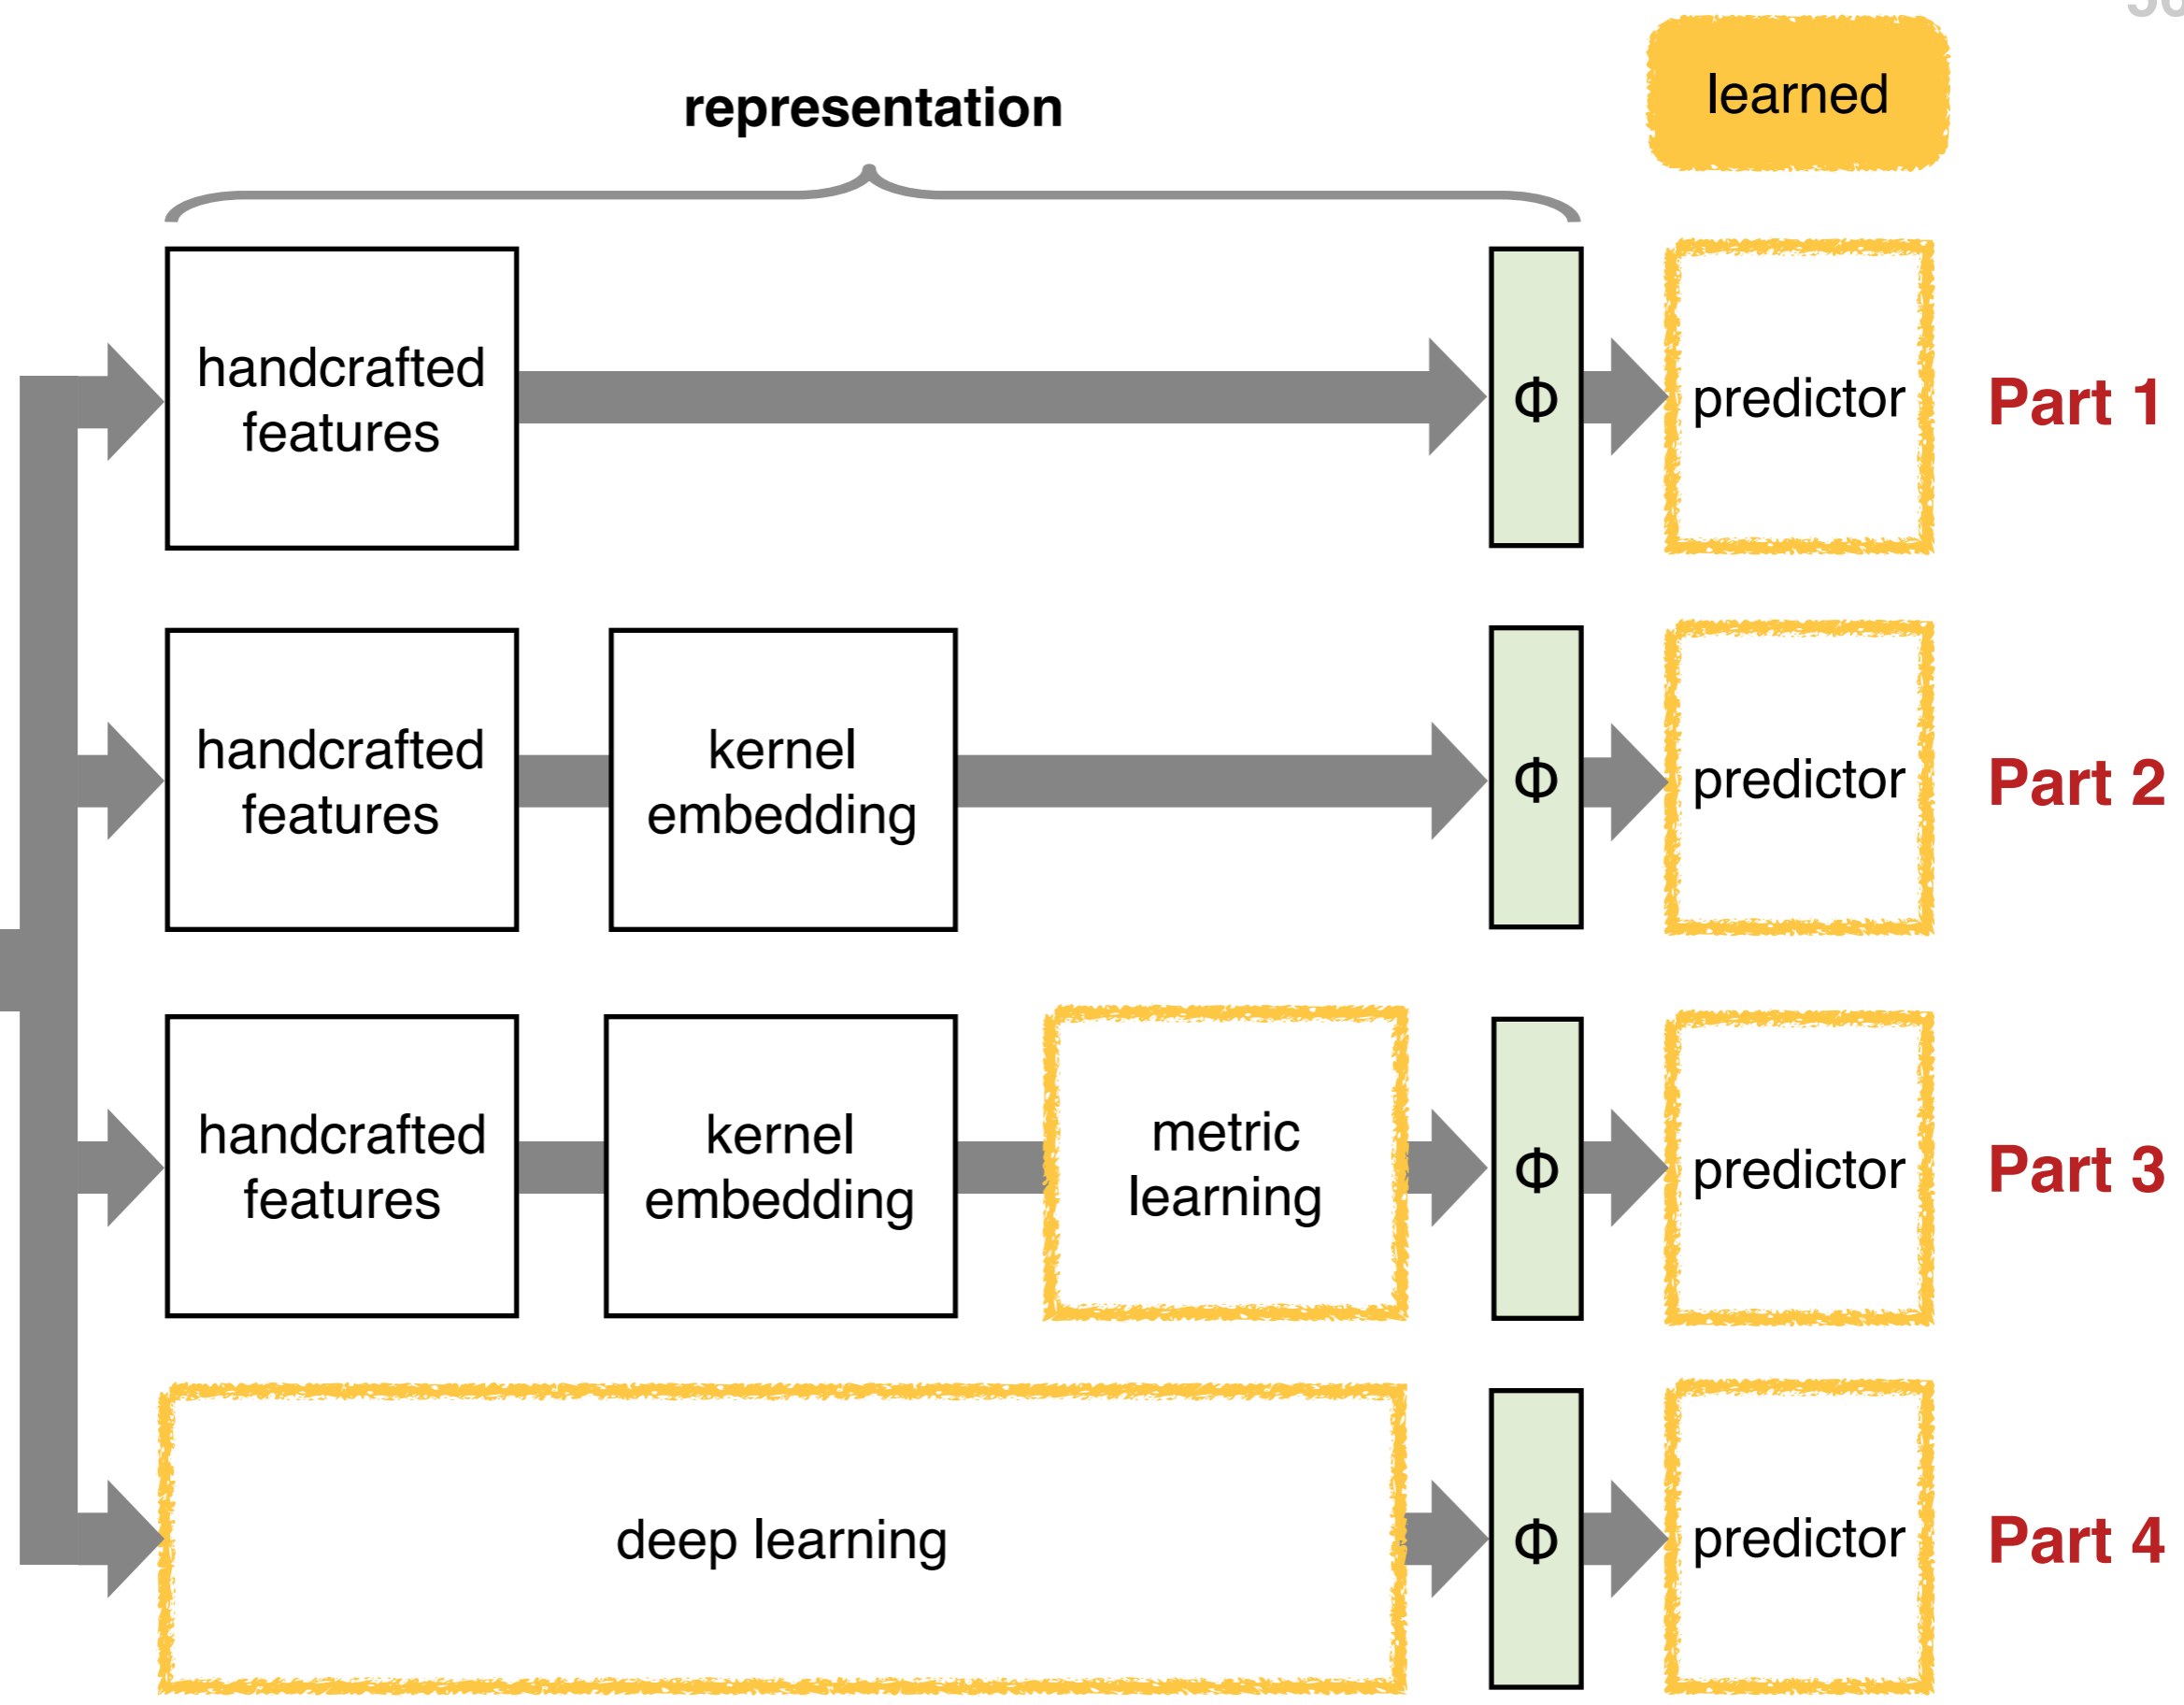 representation
learned
handcrafted
features
Φ
predictor
Part 1
handcrafted
features
kernel
embedding
Φ
predictor
Part 2
handcrafted
features
kernel
embedding
metric
learning
Φ
predictor
Part 3
deep learning
Φ
predictor
Part 4